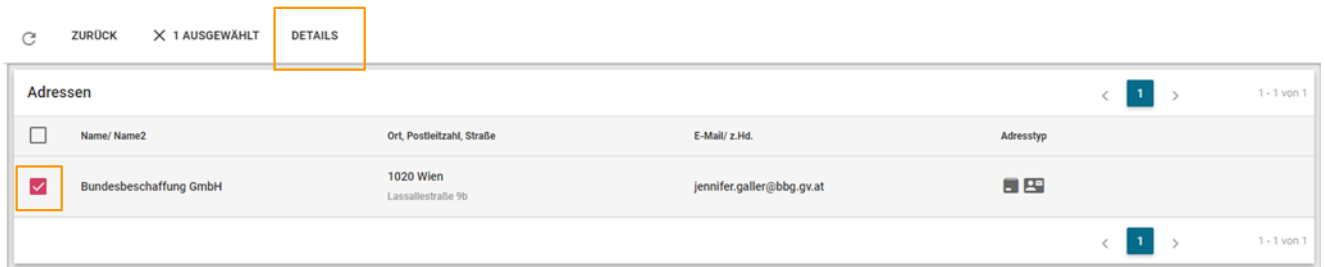 ZURÜCK 1 AUSGEWÄHLT DETAILS
Adressen 1 1 - 1 von 1
Name/ Name2 Ort, Postleitzahl, Straße E-Mail/ z.Hd. Adresstyp
Bundesbeschaffung GmbH 1020 Wien jennifer.galler@bbg.gv.at
Lassallestraße 9b
1 1 - 1 von 1